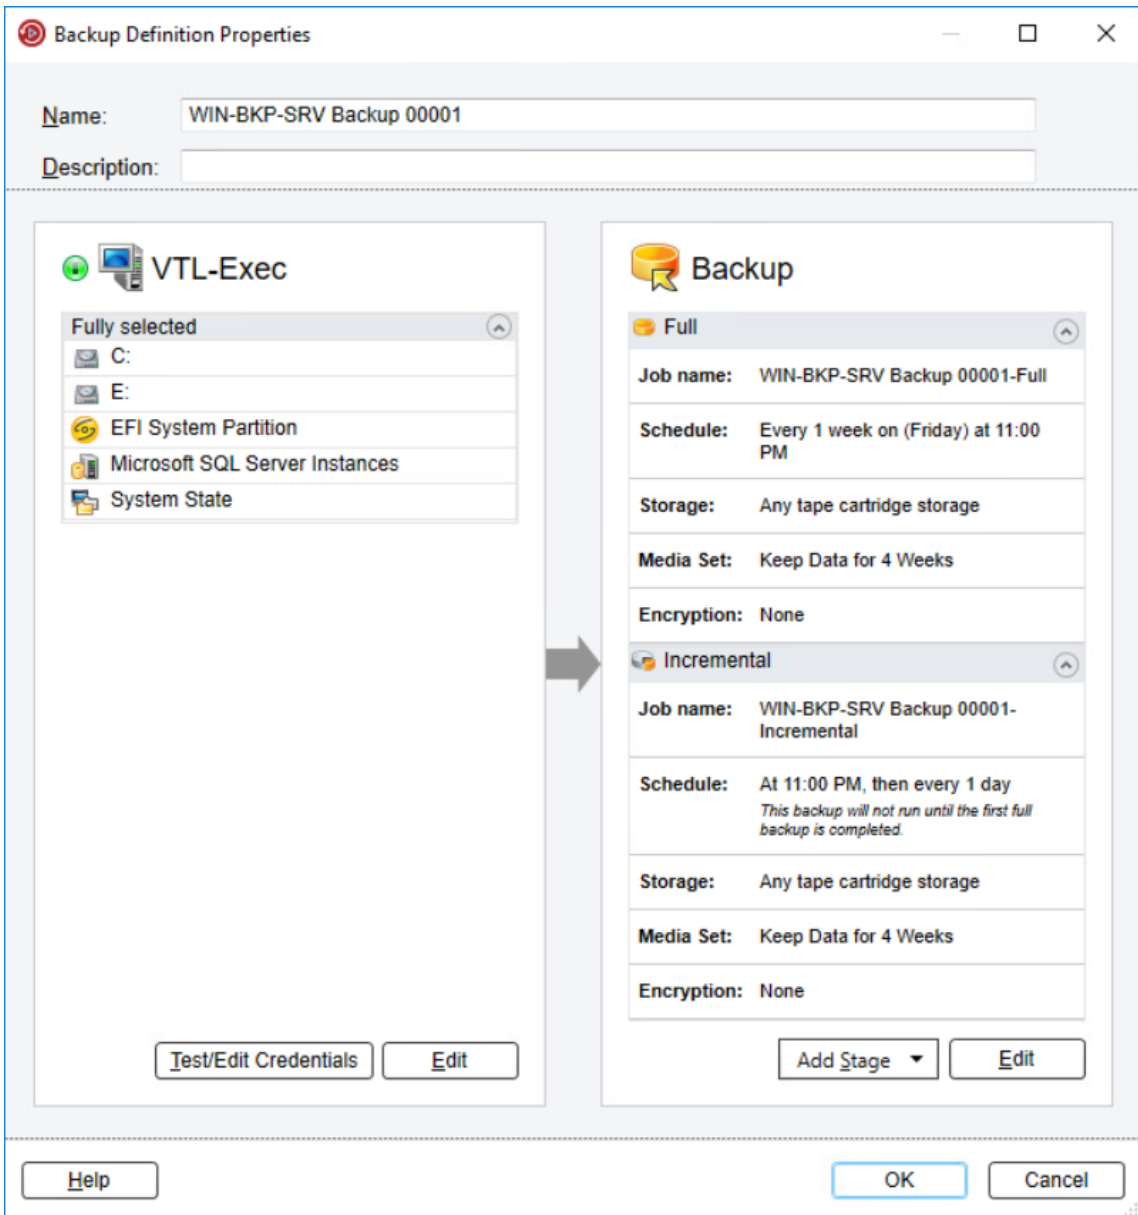 Backup Definition Properties
Name: WIN-BKP-SRV Backup 00001
Description:
VTL-Exec
Fully selected
C:
E:
EFI System Partition
Microsoft SQL Server Instances
System State
Test/Edit Credentials Edit
Backup
Full
Job name: WIN-BKP-SRV Backup 00001-Full
Schedule: Every 1 week on (Friday) at 11:00
PM
Storage: Any tape cartridge storage
Media Set: Keep Data for 4 Weeks
Encryption: None
Incremental
Job name: WIN-BKP-SRV Backup 00001-
Incremental
Schedule: At 11:00 PM, then every 1 day
This backup will not run until the first full
backup is completed.
Storage: Any tape cartridge storage
Media Set: Keep Data for 4 Weeks
Encryption: None
Add Stage Edit
Help OK Cancel